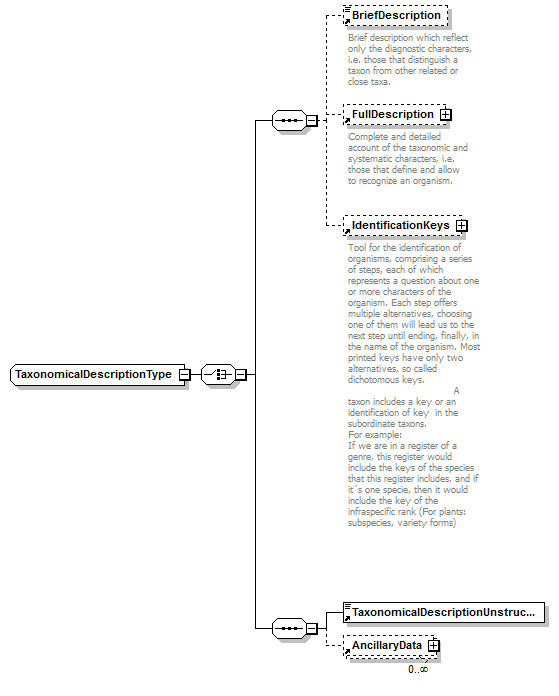 BriefDescription
Brief description which reflect
only the diagnostic characters,
i.e. those that distinguish a
taxon from other related or
close taxa.
FullDescription
Complete and detailed
account of the taxonomic and
systematic characters, i.e.
those that define and allow
to recognize an organism.
IdentificationKeys
Tool for the identification of
organisms, comprising a series
of steps, each of which
represents a question about one
or more characters of the
organism. Each step offers
multiple alternatives, choosing
one of them will lead us to the
next step until ending, finally, in
the name of the organism. Most
printed keys have only two
alternatives, so called
dichotomous keys.
A
taxon includes a key or an
identification of key in the
subordinate taxons.
For example:
If we are in a register of a
genre, this register would
include the keys of the species
that this register includes, and if
it´s one specie, then it would
include the key of the
infraspecific rank (For plants:
subspecies, variety forms)
TaxonomicalDescriptionType
TaxonomicalDescriptionUnstruc...
AncillaryData
0..∞